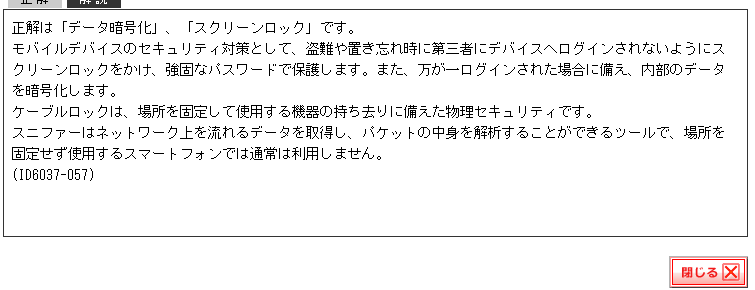 正解 解説
正解は「データ暗号化」、「スクリーンロック」です。
モバイルデバイスのセキュリティ対策として、盗難や置き忘れ時に第三者にデバイスへログインされないようにス
クリーンロックをかけ、強固なパスワードで保護します。また、万が一ログインされた場合に備え、内部のデータ
を暗号化します。
ケーブルロックは、場所を固定して使用する機器の持ち去りに備えた物理セキュリティです。
スニファーはネットワーク上を流れるデータを取得し、パケットの中身を解析することができるツールで、場所を
固定せず使用するスマートフォンでは通常は利用しません。
(ID6037-057)
閉じる